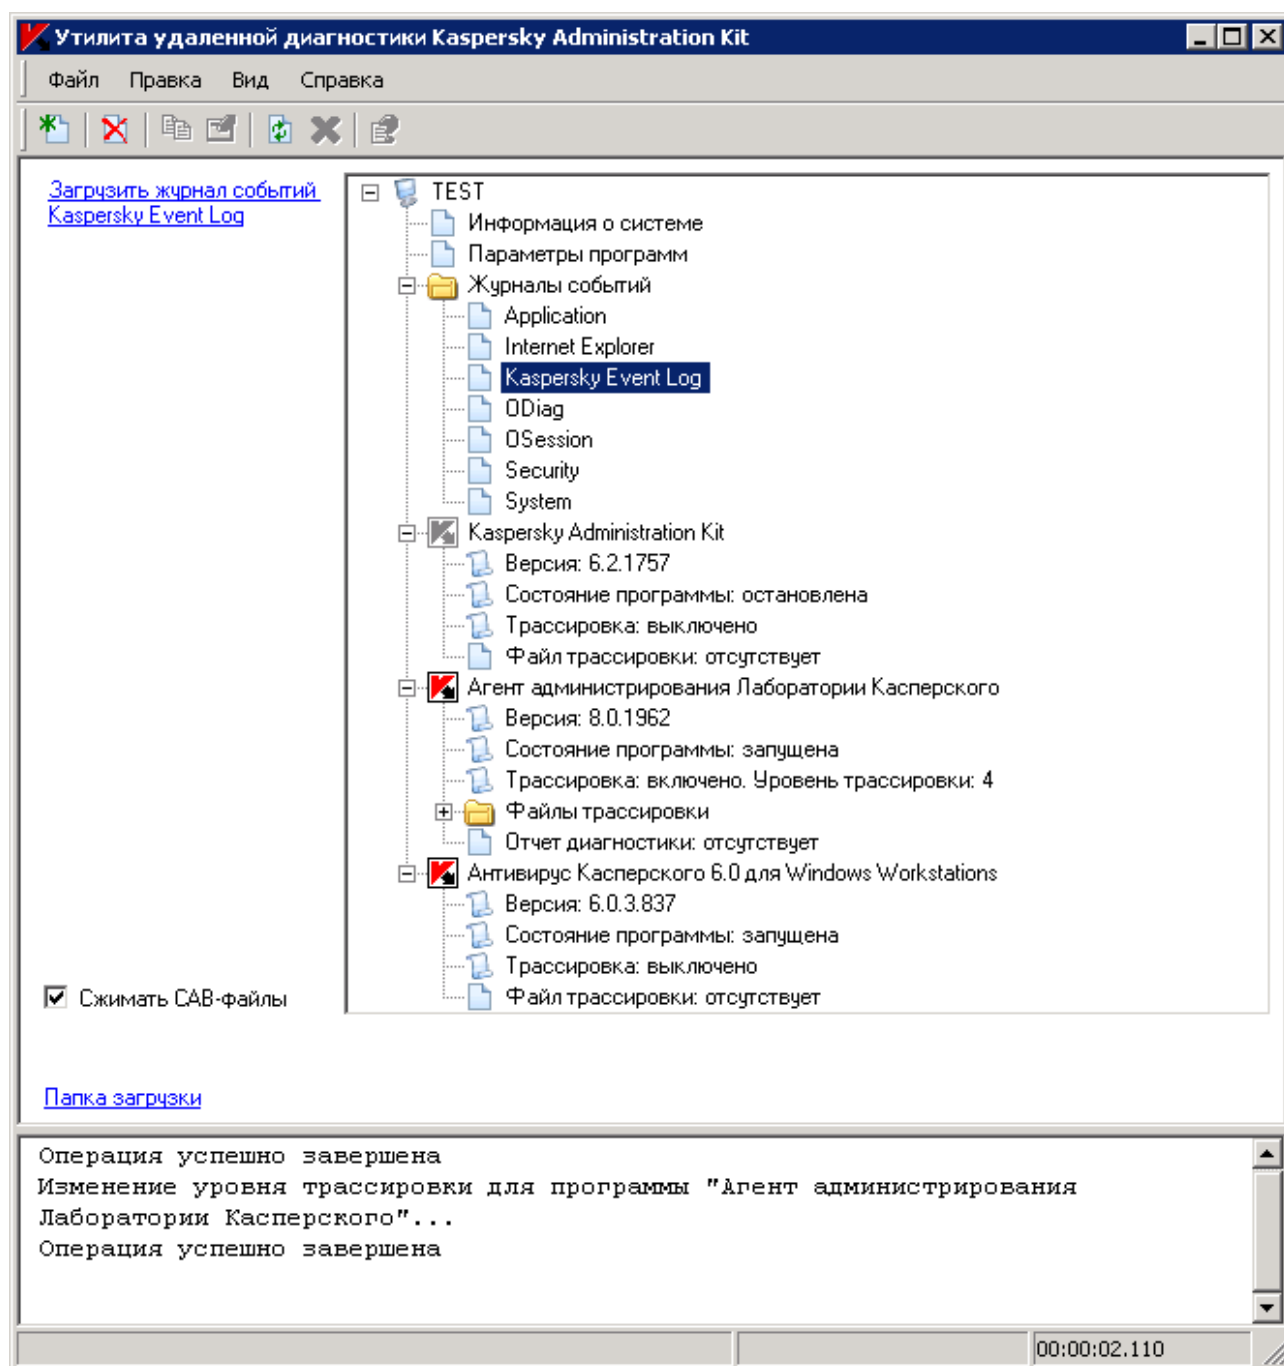 Утилита удаленной диагностики Kaspersky Administration Kit
Файл Правка Вид Справка
Загрузить журнал событий
Kaspersky Event Log
TEST
Информация о системе
Параметры программ
Журналы событий
Application
Internet Explorer
Kaspersky Event Log
ODiag
OSession
Security
System
Kaspersky Administration Kit
Версия: 6.2.1757
Состояние программы: остановлена
Трассировка: выключено
Файл трассировки: отсутствует
Агент администрирования Лаборатории Касперского
Версия: 8.0.1962
Состояние программы: запущена
Трассировка: включено. Уровень трассировки: 4
Файлы трассировки
Отчет диагностики: отсутствует
Антивирус Касперского 6.0 для Windows Workstations
Версия: 6.0.3.837
Состояние программы: запущена
Трассировка: выключено
Файл трассировки: отсутствует
Сжимать CAB-файлы
Папка загрузки
Операция успешно завершена
Изменение уровня трассировки для программы "Агент администрирования
Лаборатории Касперского"...
Операция успешно завершена
00:00:02.110